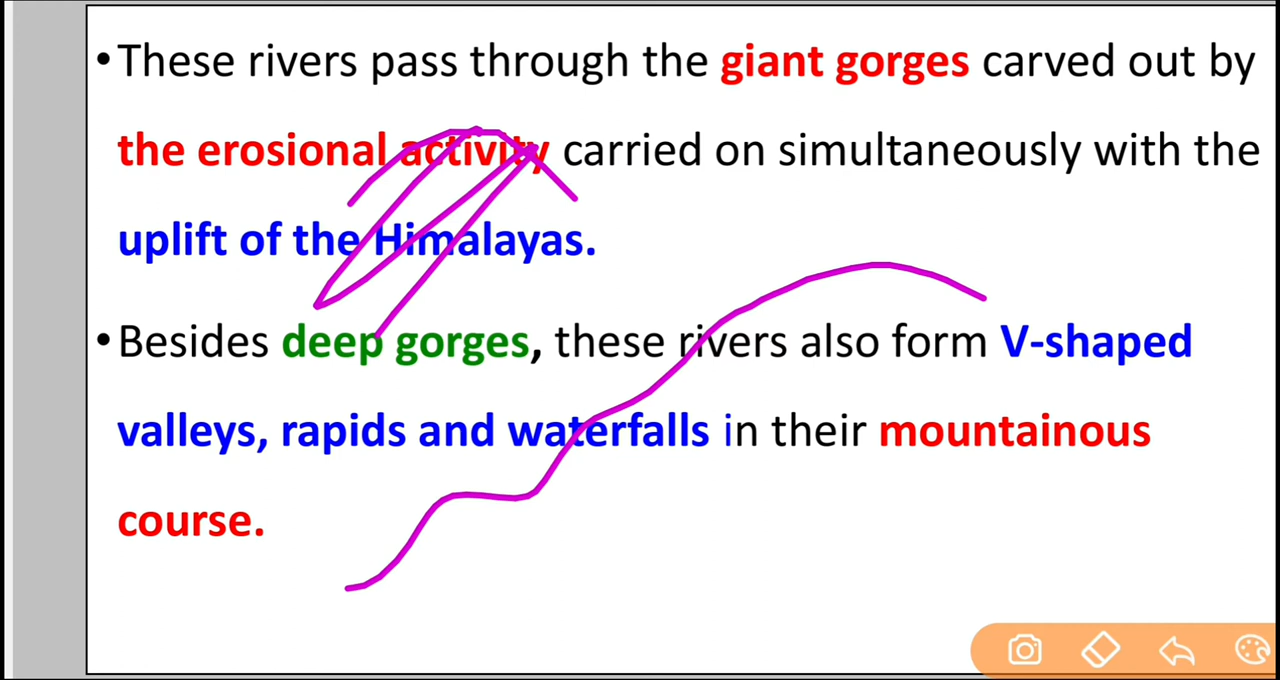 •These rivers pass through the giant gorges carved out by
the erosional activity carried on simultaneously with the
uplift of the Himalayas.
•Besides deep gorges, these rivers also form V-shaped
valleys, rapids and waterfalls in their mountainous
course.